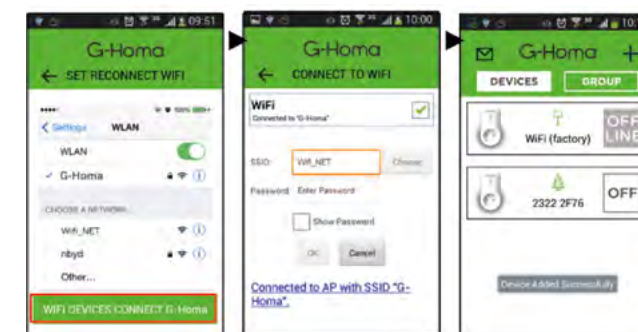 09:51
G-Homa
SET RECONNECT WIFI
100%
Settings WLAN
WLAN
G-Homa
CHOOSE A NETWORK...
Wifi_NET
nbyd
Other...
WIFI DEVICES CONNECT G-Homa
10:00
G-Homa
CONNECT TO WIFI
WiFi
Connected to "G-Homa"
SSID: Wifi_NET Choose
Password: Enter Password
Show Password
OK Cancel
Connected to AP with SSID "G-
Homa".
10:
G-Homa
DEVICES GROUP
WiFi (factory)
OFF
LINE
2322 2F76 OFF
Device Added Successfully